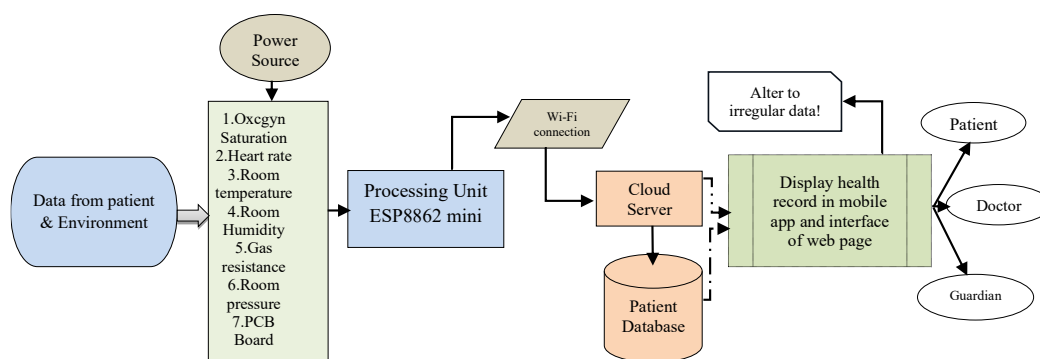 Power
Source
1.Oxcgyn
Saturation
2.Heart rate
3.Room
temperature
4.Room
Humidity
5.Gas
resistance
6.Room
pressure
7.PCB
Board
Data from patient
& Environment
Processing Unit
ESP8862 mini
Wi-Fi
connection
Cloud
Server
Patient
Database
Alter to
irregular data!
Display health
record in mobile
app and interface
of web page
Patient
Doctor
Guardian